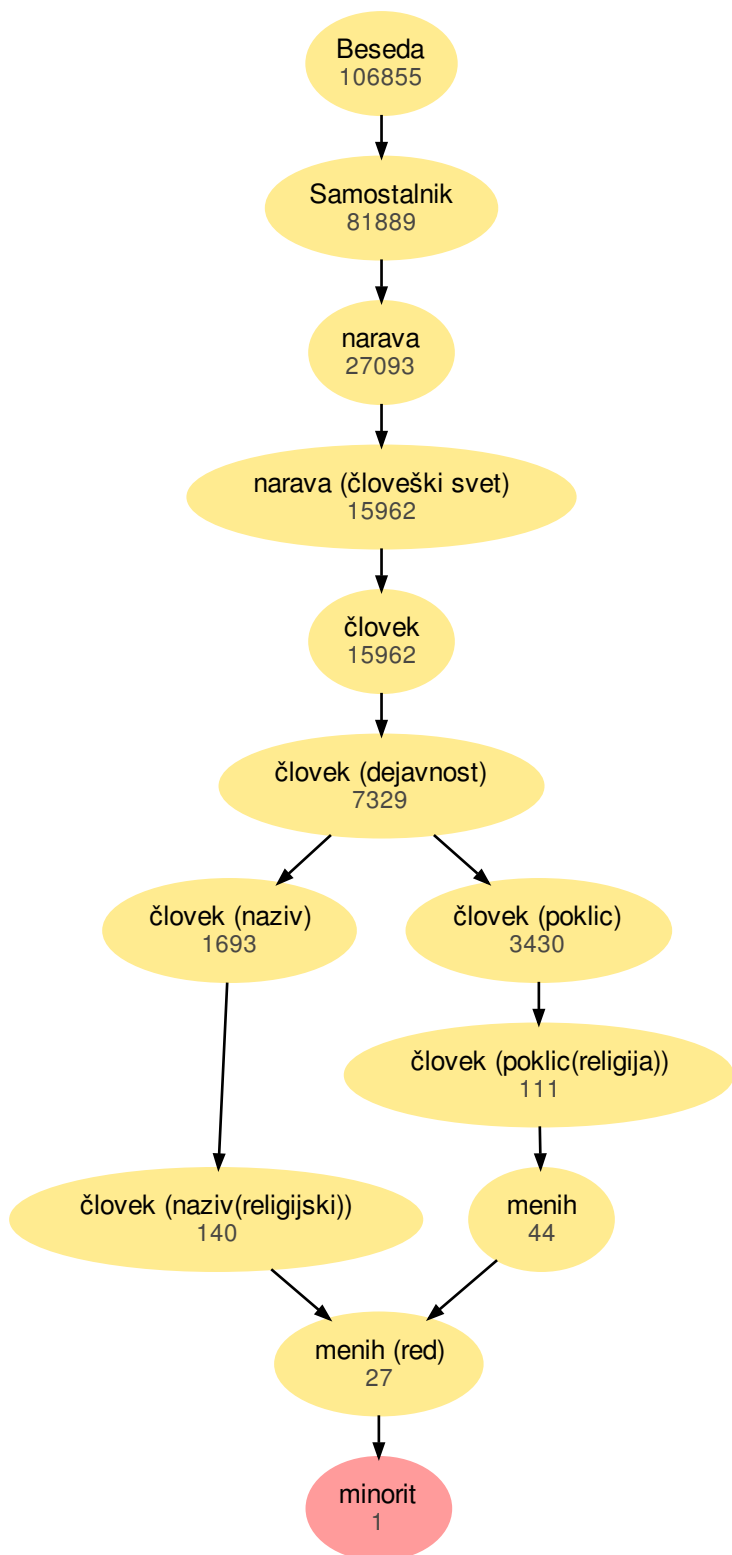 Beseda
106855
Samostalnik
81889
narava
27093
narava (človeški svet)
15962
človek
15962
človek (dejavnost)
7329
človek (naziv)
1693
človek (poklic)
3430
človek (poklic(religija))
111
človek (naziv(religijski))
140
menih
44
menih (red)
27
minorit
1